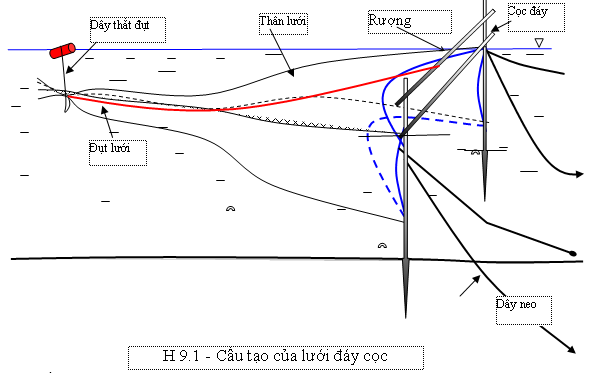 Dây thắt đụt
Thân lưới
Rượng
Cọc đáy
Đụt lưới
Dây neo
H 9.1 - Cấu tạo của lưới đáy cọc